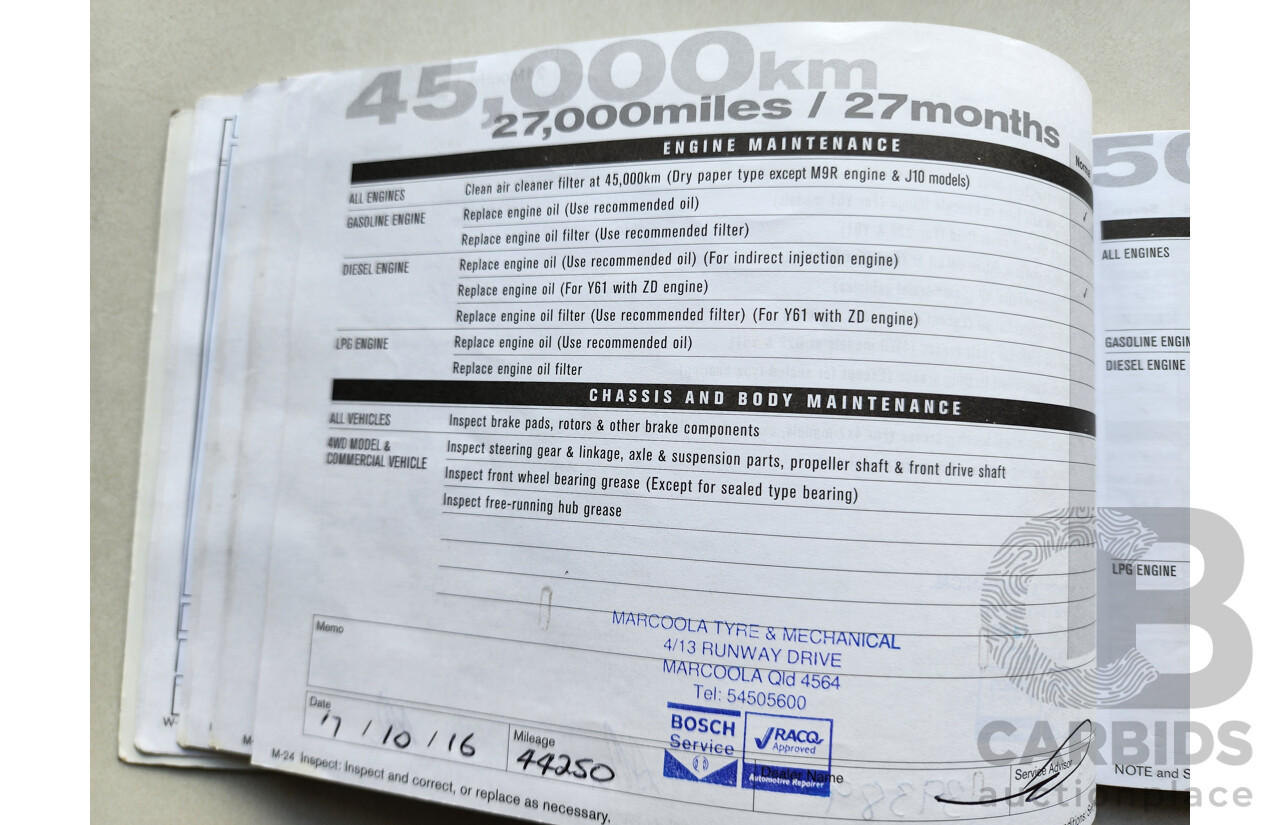 45,000km
27,000miles / 27months
ENGINE MAINTENANCE
ALL ENGINES Clean air cleaner filter at 45,000km (Dry paper type except M9R engine & J10 models)
GASOLINE ENGINE Replace engine oil (Use recommended oil)
Replace engine oil filter (Use recommended filter)
DIESEL ENGINE Replace engine oil (Use recommended oil) (For indirect injection engine)
Replace engine oil (For Y61 with ZD engine)
Replace engine oil filter (Use recommended filter) (For Y61 with ZD engine)
LPG ENGINE Replace engine oil (Use recommended oil)
Replace engine oil filter
CHASSIS AND BODY MAINTENANCE
ALL VEHICLES Inspect brake pads, rotors & other brake components
4WD MODEL & COMMERCIAL VEHICLE Inspect steering gear & linkage, axle & suspension parts, propeller shaft & front drive shaft
Inspect front wheel bearing grease (Except for sealed type bearing)
Inspect free-running hub grease
MARCOOLA TYRE & MECHANICAL
4/13 RUNWAY DRIVE
MARCOOLA Qld 4564
Tel: 54505600
BOSCH
Service
RACQ
Approved
Automotive Repairer
Memo
Date
/ 10 / 16
Mileage
44250
Dealer Name
Service Advisor
M-24 Inspect: Inspect and correct, or replace as necessary.
ALL ENGINES
GASOLINE ENGIN
DIESEL ENGINE
LPG ENGINE
NOTE and S
CARBIDS
auctionplace